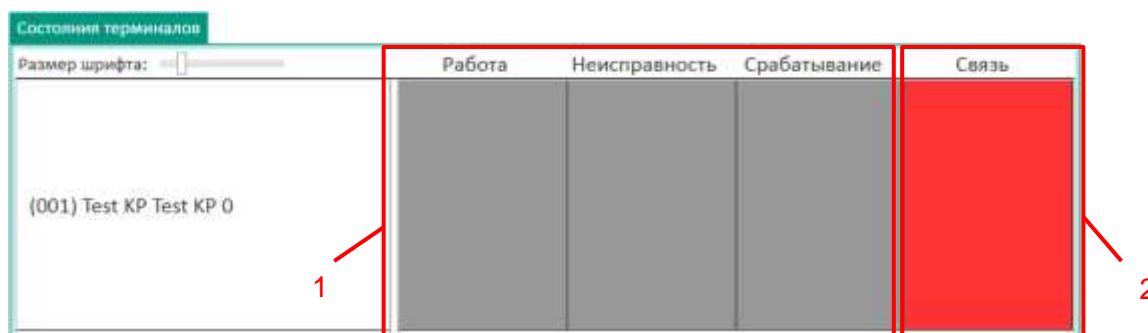 Состояния терминалов
Размер шрифта: Работа Неисправность Срабатывание Связь
(001) Test KP Test KP 0
1
2